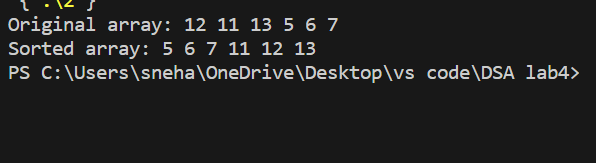 { .\2 }
Original array: 12 11 13 5 6 7
Sorted array: 5 6 7 11 12 13
PS C:\Users\sneha\OneDrive\Desktop\vs code\DSA lab4>